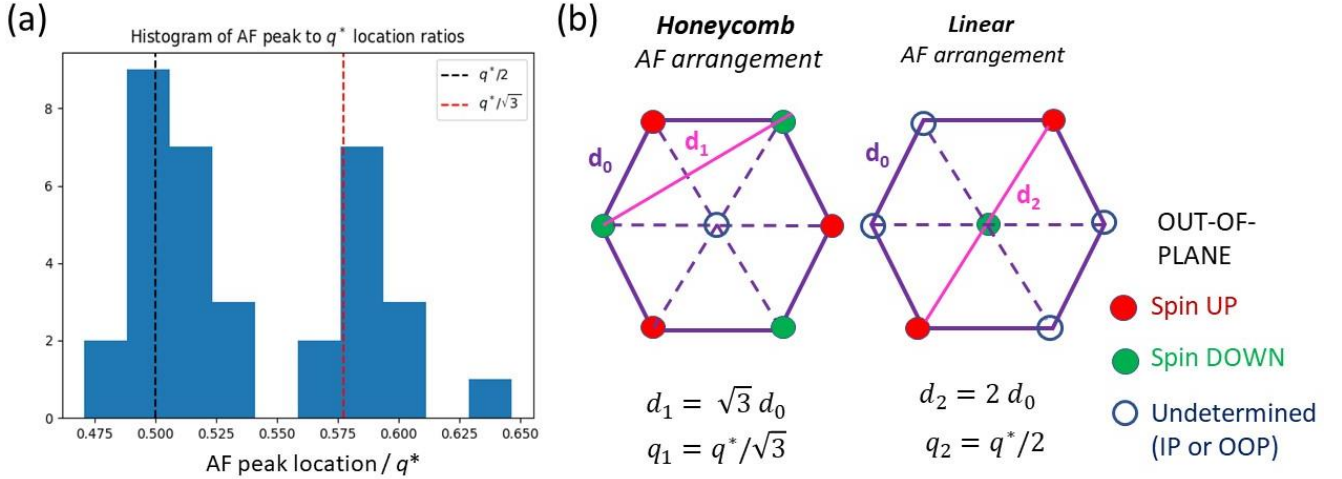 (a)
Histogram of AF peak to q* location ratios
q*/2
q*/√3
8
6
4
2
0
0.475 0.500 0.525 0.550 0.575 0.600 0.625 0.650
AF peak location / q*
(b)
Honeycomb
AF arrangement
Linear
AF arrangement
d₀
d₁
d₀
d₂
d₁ = √3 d₀
q₁ = q*/√3
d₂ = 2 d₀
q₂ = q*/2
OUT-OF-
PLANE
Spin UP
Spin DOWN
Undetermined
(IP or OOP)